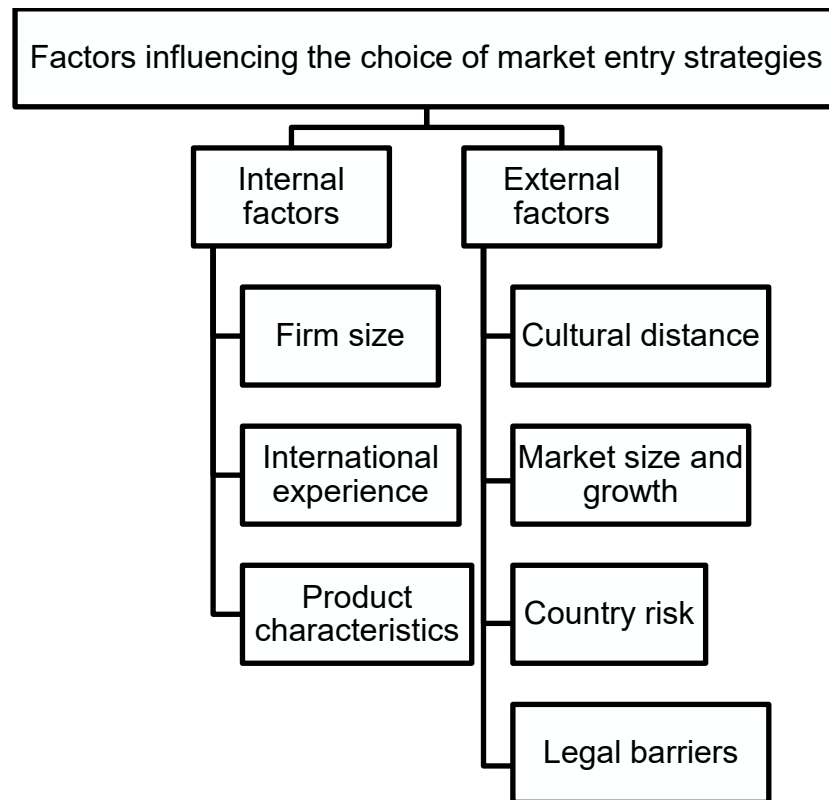 Factors influencing the choice of market entry strategies
Internal
factors
External
factors
Firm size
International
experience
Product
characteristics
Cultural distance
Market size and
growth
Country risk
Legal barriers